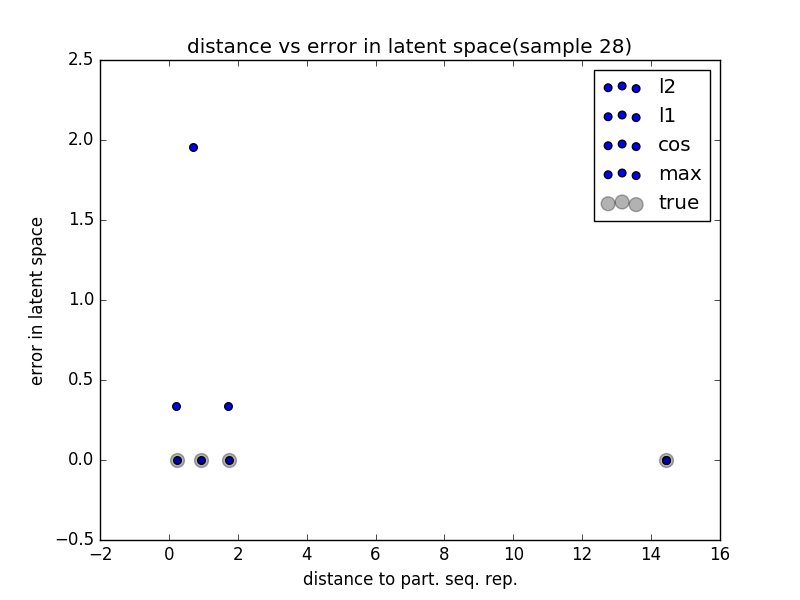 distance vs error in latent space(sample 28)
2.5
2.0
1.5
1.0
0.5
0.0
−0.5
error in latent space
l2
l1
cos
max
true
−2 0 2 4 6 8 10 12 14 16
distance to part. seq. rep.